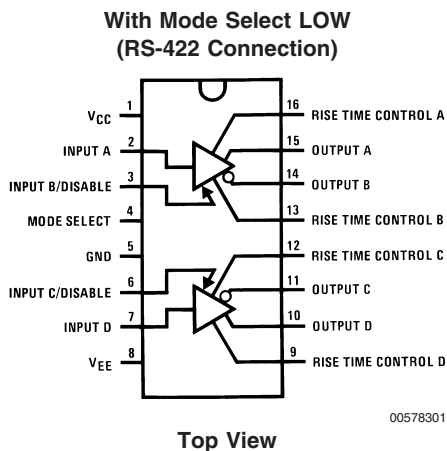 With Mode Select LOW
(RS-422 Connection)
VCC 1
16 RISE TIME CONTROL A
INPUT A 2
15 OUTPUT A
INPUT B/DISABLE 3
14 OUTPUT B
MODE SELECT 4
13 RISE TIME CONTROL B
GND 5
12 RISE TIME CONTROL C
INPUT C/DISABLE 6
11 OUTPUT C
INPUT D 7
10 OUTPUT D
VEE 8
9 RISE TIME CONTROL D
00578301
Top View